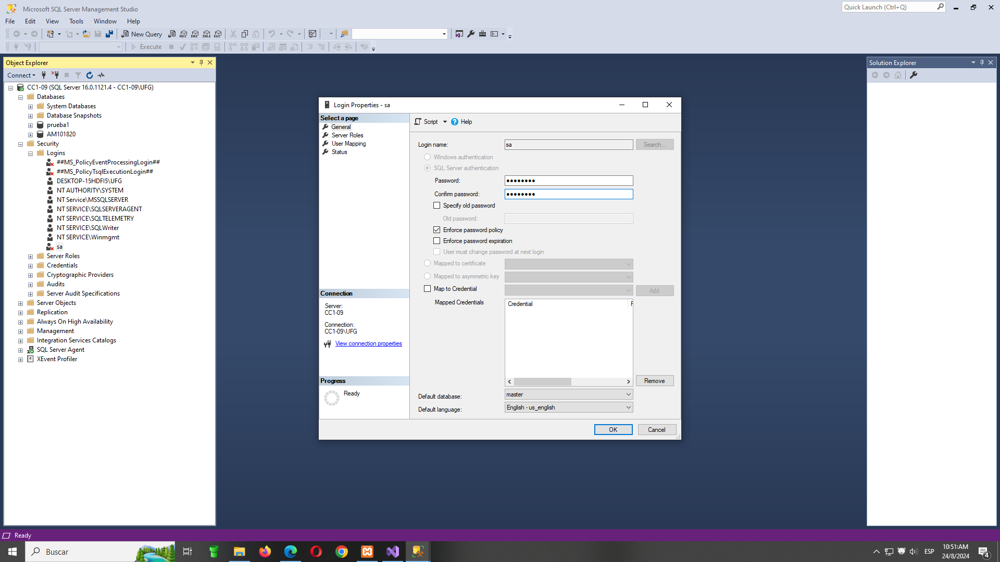 Microsoft SQL Server Management Studio
Quick Launch (Ctrl+Q)
File Edit View Tools Window Help
New Query
Execute
Object Explorer
Connect
CC1-09 (SQL Server 16.0.1121.4 - CC1-09\UFG)
Databases
System Databases
Database Snapshots
prueba1
AM101820
Security
Logins
##MS_PolicyEventProcessingLogin##
##MS_PolicyTsqlExecutionLogin##
DESKTOP-15HDFI5\UFG
NT AUTHORITY\SYSTEM
NT Service\MSSQLSERVER
NT SERVICE\SQLSERVERAGENT
NT SERVICE\SQLTELEMETRY
NT SERVICE\SQLWriter
NT SERVICE\Winmgmt
sa
Server Roles
Credentials
Cryptographic Providers
Audits
Server Audit Specifications
Server Objects
Replication
Always On High Availability
Management
Integration Services Catalogs
SQL Server Agent
XEvent Profiler
Login Properties - sa
Select a page
General
Server Roles
User Mapping
Status
Connection
Server:
CC1-09
Connection:
CC1-09\UFG
View connection properties
Progress
Ready
Script Help
Login name: sa Search...
Windows authentication
SQL Server authentication
Password: ●●●●●●●●
Confirm password: ●●●●●●●●
Specify old password
Old password:
Enforce password policy
Enforce password expiration
User must change password at next login
Mapped to certificate
Mapped to asymmetric key
Map to Credential Add
Mapped Credentials Credential
Remove
Default database: master
Default language: English - us_english
OK Cancel
Solution Explorer
Ready
Buscar
ESP
10:51:AM
24/8/2024
4